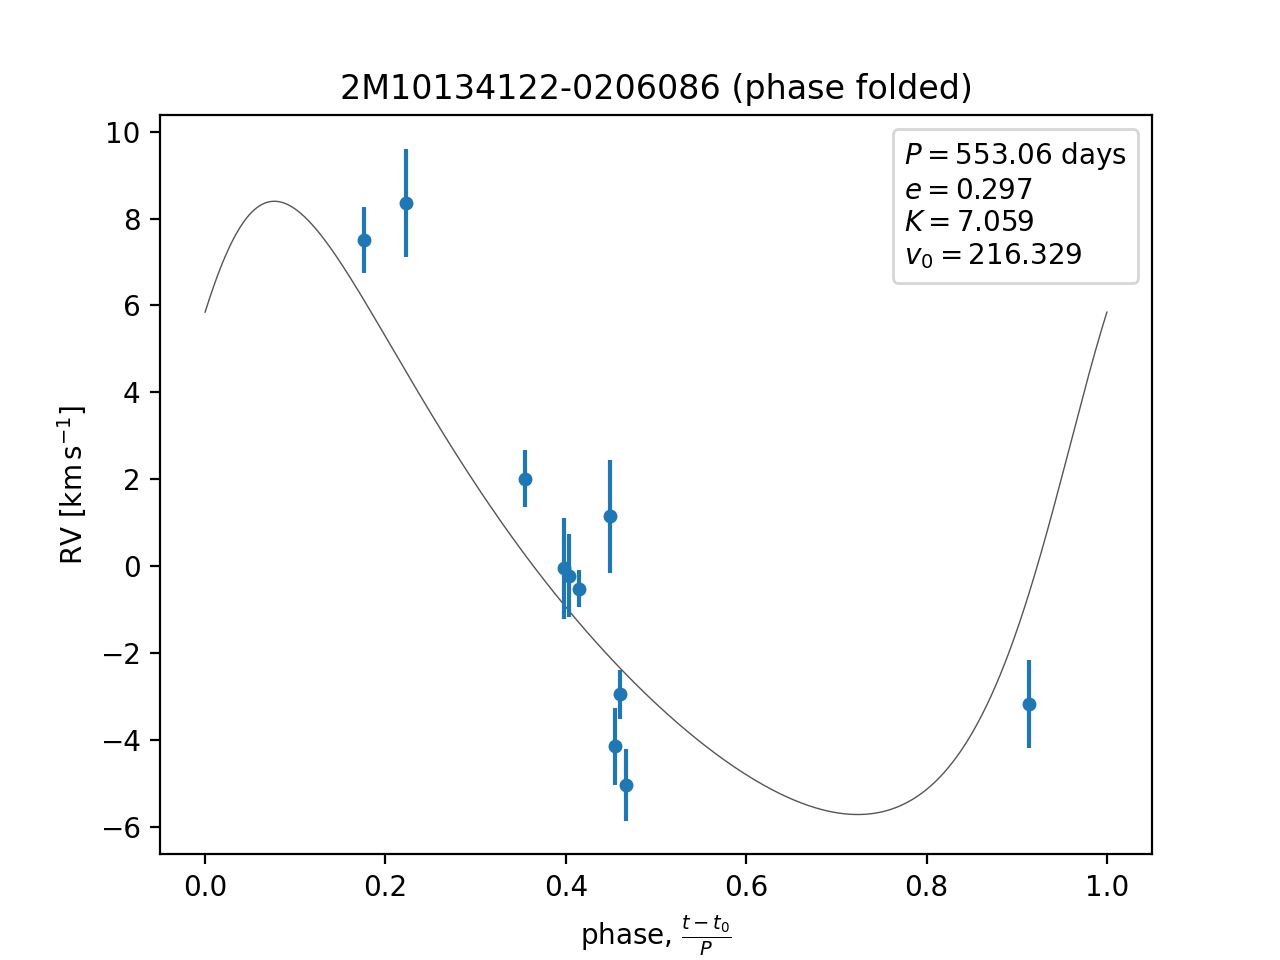 2M10134122-0206086 (phase folded)
P = 553.06 days
e = 0.297
K = 7.059
v₀ = 216.329
10
8
6
4
2
0
−2
−4
−6
RV [km s⁻¹]
0.0 0.2 0.4 0.6 0.8 1.0
phase, (t − t₀)/P